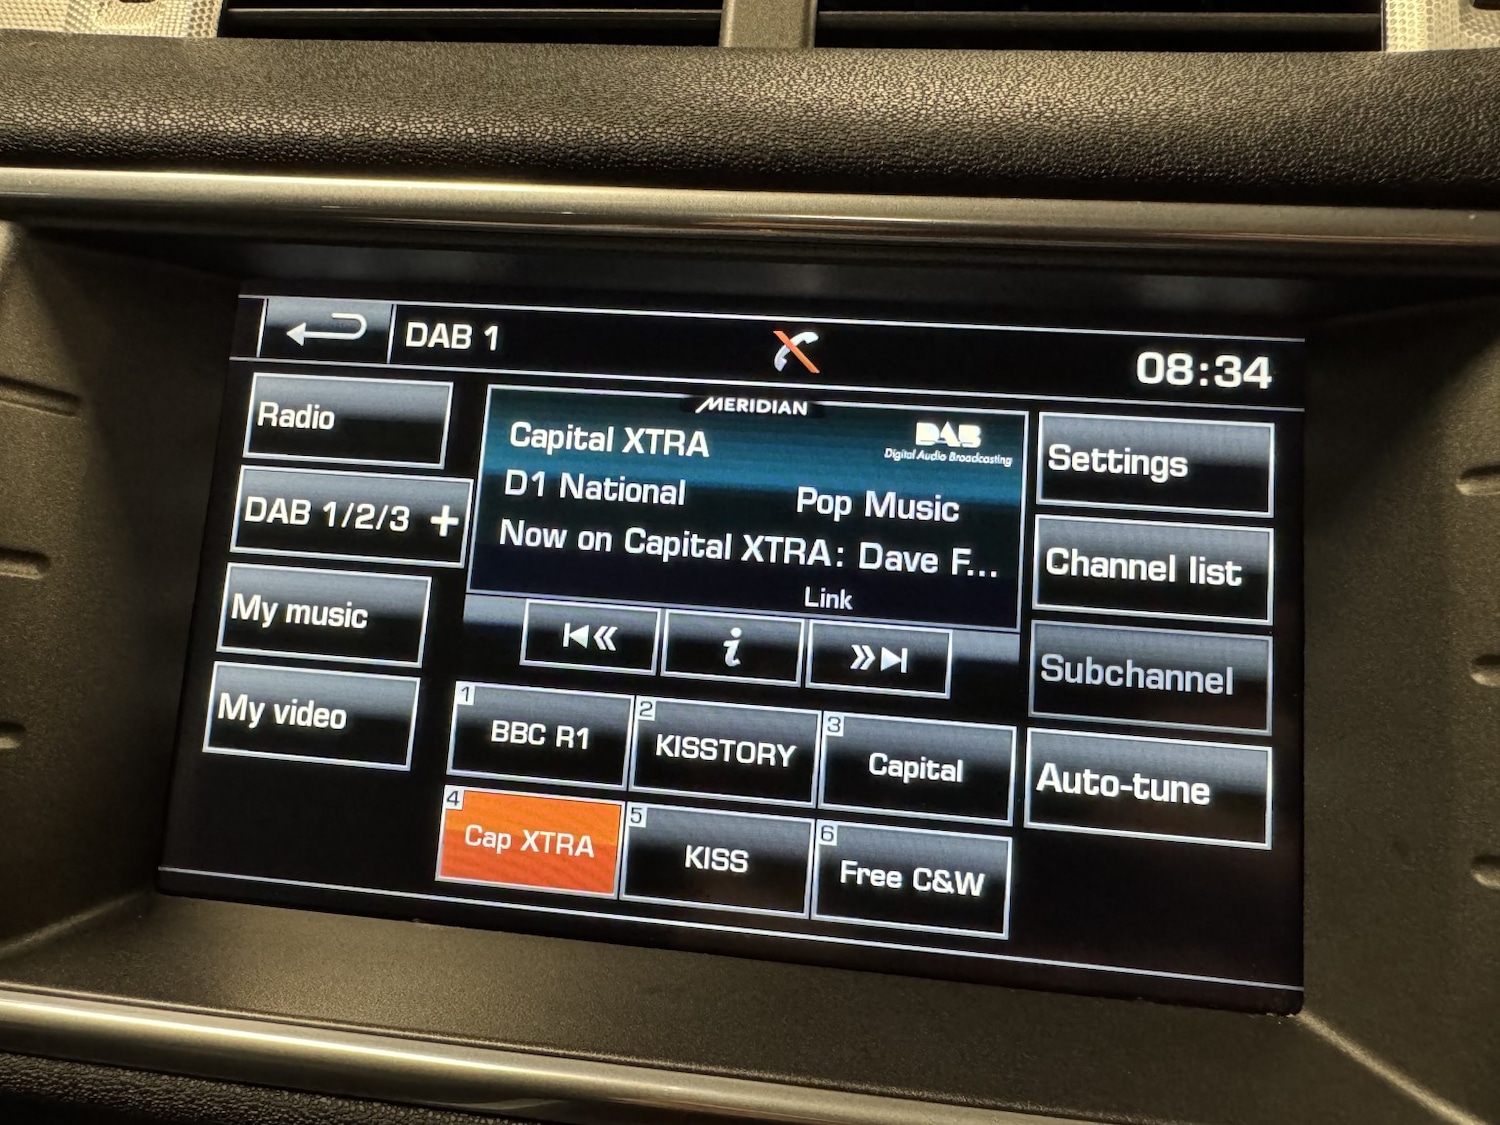 DAB 1
08:34
Radio
DAB 1/2/3 +
My music
My video
MERIDIAN
Capital XTRA
DAB
Digital Audio Broadcasting
D1 National
Pop Music
Now on Capital XTRA: Dave F...
Link
i
1
BBC R1
2
KISSTORY
3
Capital
4
Cap XTRA
5
KISS
6
Free C&W
Settings
Channel list
Subchannel
Auto-tune